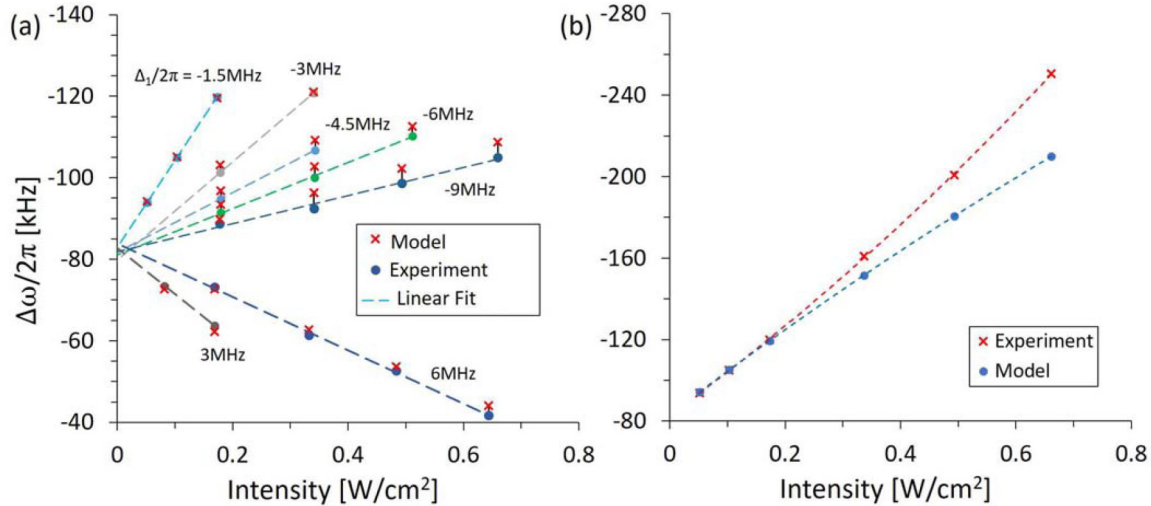 (a)
-140
-120
-100
-80
-60
-40
Δω/2π [kHz]
Δ₁/2π = -1.5MHz
-3MHz
-4.5MHz
-6MHz
-9MHz
Model
Experiment
Linear Fit
3MHz
6MHz
0 0.2 0.4 0.6 0.8
Intensity [W/cm²]
(b)
-280
-240
-200
-160
-120
-80
Experiment
Model
0 0.2 0.4 0.6 0.8
Intensity [W/cm²]